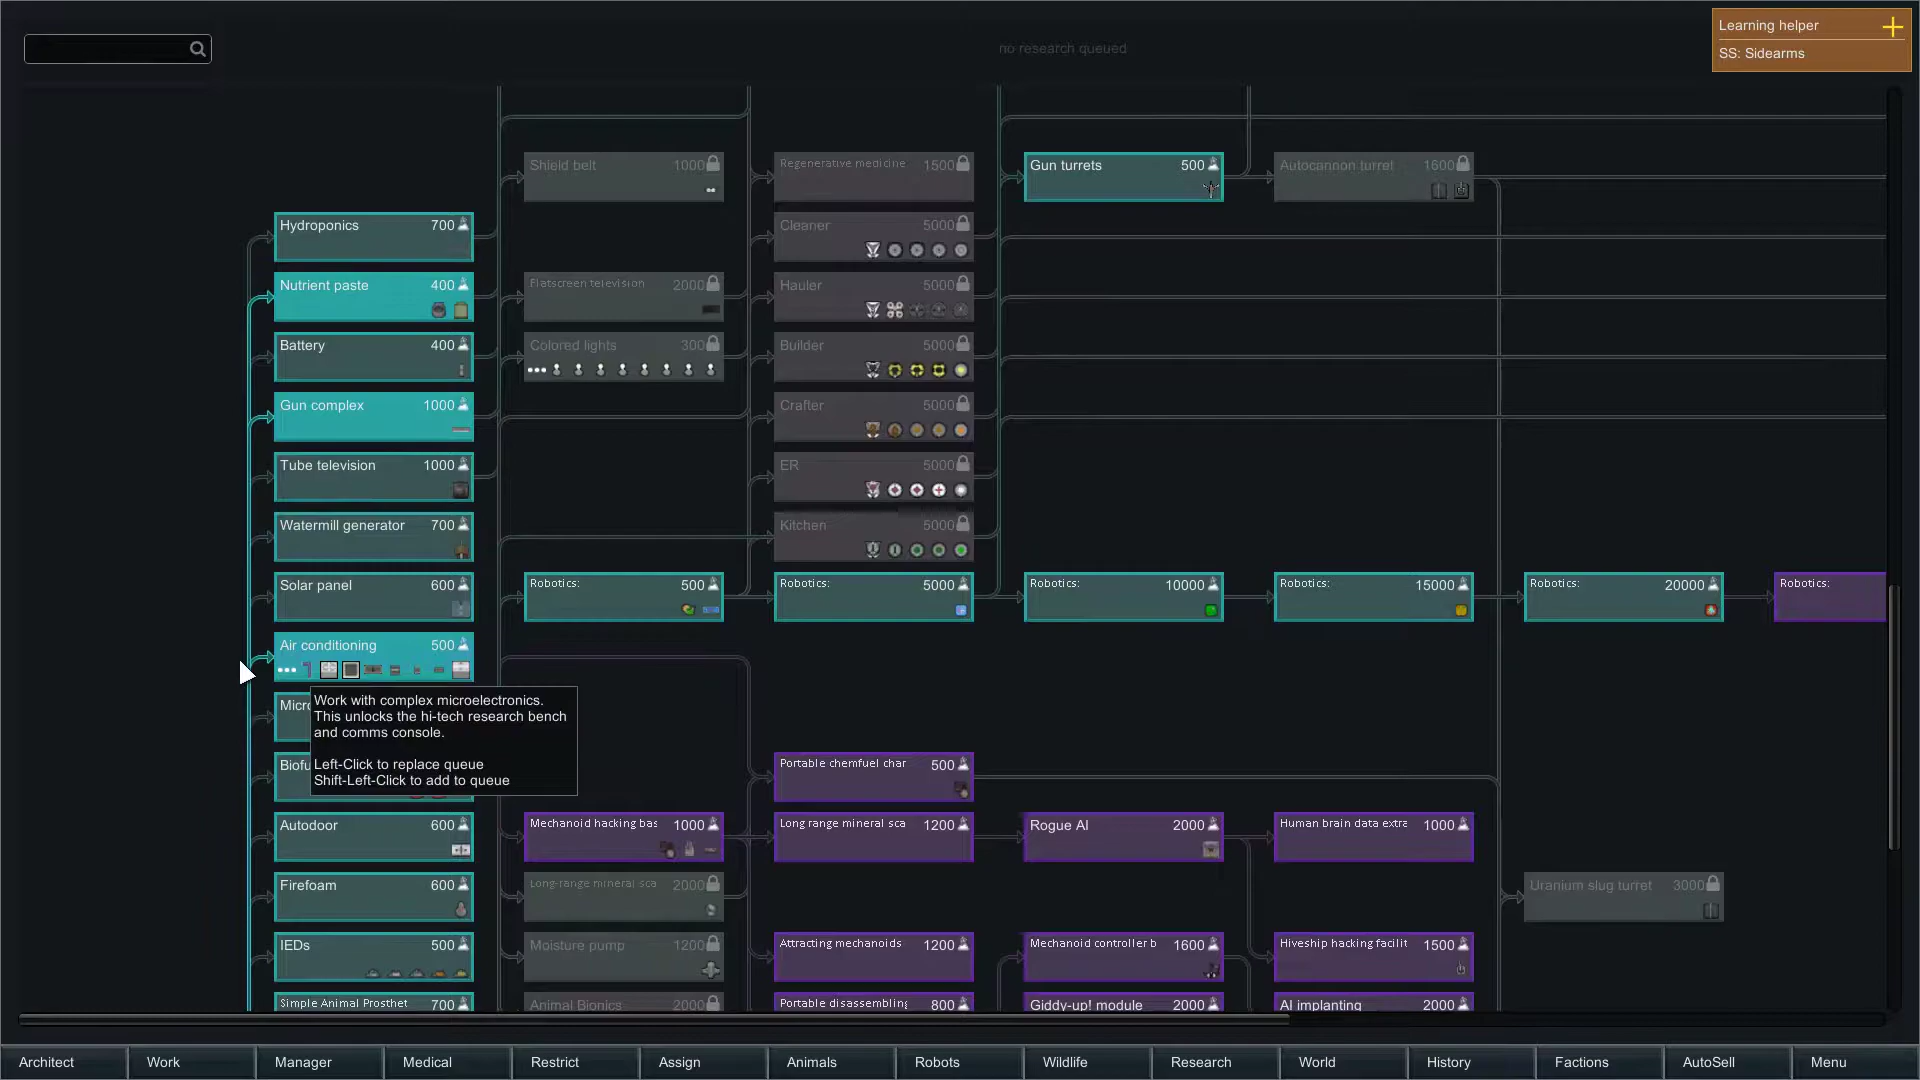 no research queued
Learning helper
SS: Sidearms
Shield belt 1000
Regenerative medicine 1500
Gun turrets 500
Autocannon turret 1600
Hydroponics 700
Cleaner 5000
Nutrient paste 400
Flatscreen television 2000
Hauler 5000
Battery 400
Colored lights 300
Builder 5000
Gun complex 1000
Crafter 5000
Tube television 1000
ER 5000
Watermill generator 700
Kitchen 5000
Solar panel 600
Robotics: 500
Robotics: 5000
Robotics: 10000
Robotics: 15000
Robotics: 20000
Robotics:
Air conditioning 500
Micro
Work with complex microelectronics.
This unlocks the hi-tech research bench
and comms console.
Left-Click to replace queue
Shift-Left-Click to add to queue
Biofu
Portable chemfuel char 500
Autodoor 600
Mechanoid hacking bas 1000
Long range mineral sca 1200
Rogue AI 2000
Human brain data extra 1000
Firefoam 600
Long-range mineral sca 2000
Uranium slug turret 3000
IEDs 500
Moisture pump 1200
Attracting mechanoids 1200
Mechanoid controller b 1600
Hiveship hacking facilit 1500
Simple Animal Prosthet 700
Animal Bionics 2000
Portable disassembling 800
Giddy-up! module 2000
AI implanting 2000
Architect
Work
Manager
Medical
Restrict
Assign
Animals
Robots
Wildlife
Research
World
History
Factions
AutoSell
Menu